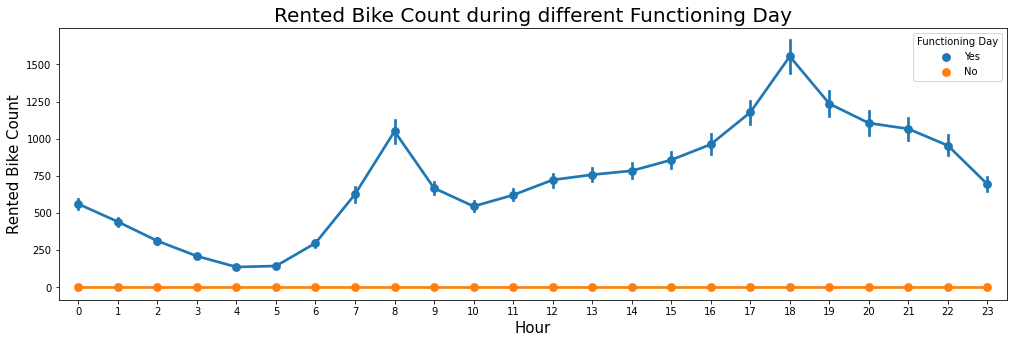 Rented Bike Count during different Functioning Day
Functioning Day
Yes
No
Rented Bike Count
1500
1250
1000
750
500
250
0
0 1 2 3 4 5 6 7 8 9 10 11 12 13 14 15 16 17 18 19 20 21 22 23
Hour